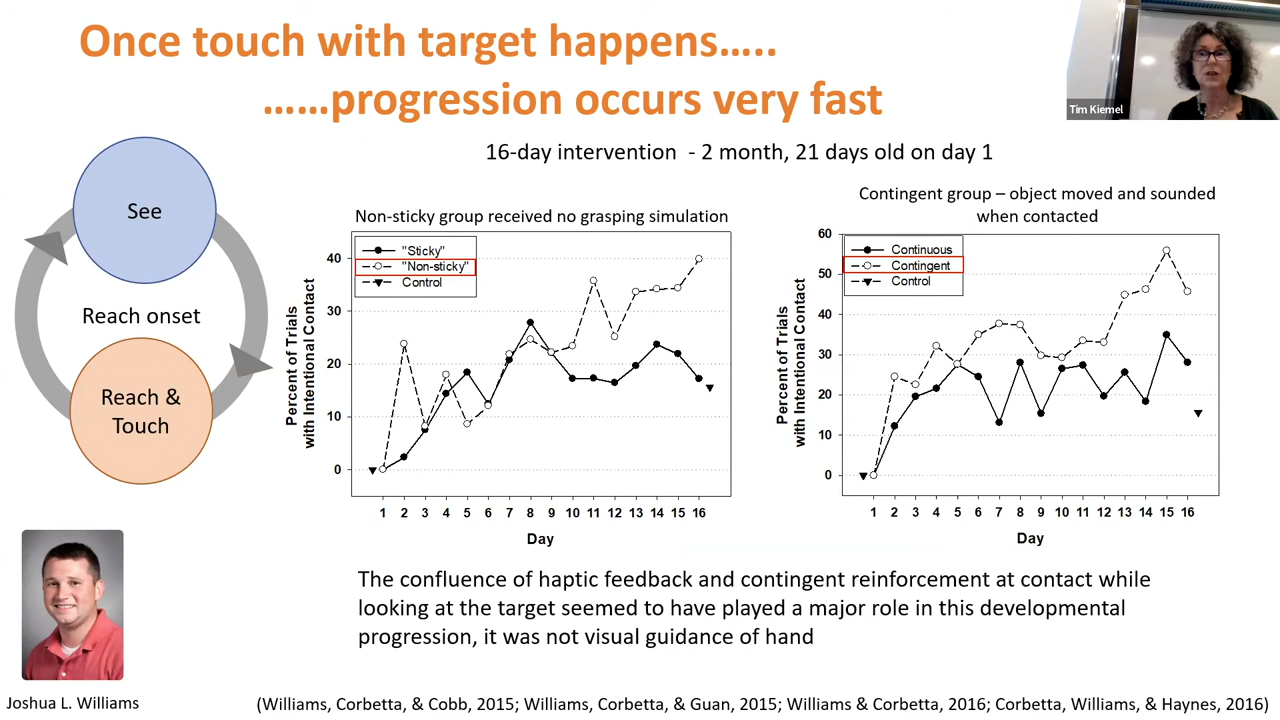 Once touch with target happens…..
……progression occurs very fast
Tim Kiemel
16-day intervention - 2 month, 21 days old on day 1
See
Reach onset
Reach &
Touch
Non-sticky group received no grasping simulation
"Sticky"
"Non-sticky"
Control
Percent of Trials
with Intentional Contact
40
30
20
10
0
1 2 3 4 5 6 7 8 9 10 11 12 13 14 15 16
Day
Contingent group – object moved and sounded
when contacted
Continuous
Contingent
Control
Percent of Trials
with Intentional Contact
60
50
40
30
20
10
0
1 2 3 4 5 6 7 8 9 10 11 12 13 14 15 16
Day
The confluence of haptic feedback and contingent reinforcement at contact while
looking at the target seemed to have played a major role in this developmental
progression, it was not visual guidance of hand
Joshua L. Williams
(Williams, Corbetta, & Cobb, 2015; Williams, Corbetta, & Guan, 2015; Williams & Corbetta, 2016; Corbetta, Williams, & Haynes, 2016)